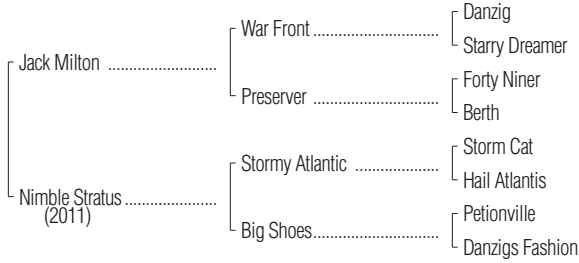 Danzig
War Front
Starry Dreamer
Jack Milton
Forty Niner
Preserver
Berth
Storm Cat
Stormy Atlantic
Hail Atlantis
Nimble Stratus
(2011)
Petionville
Big Shoes
Danzigs Fashion